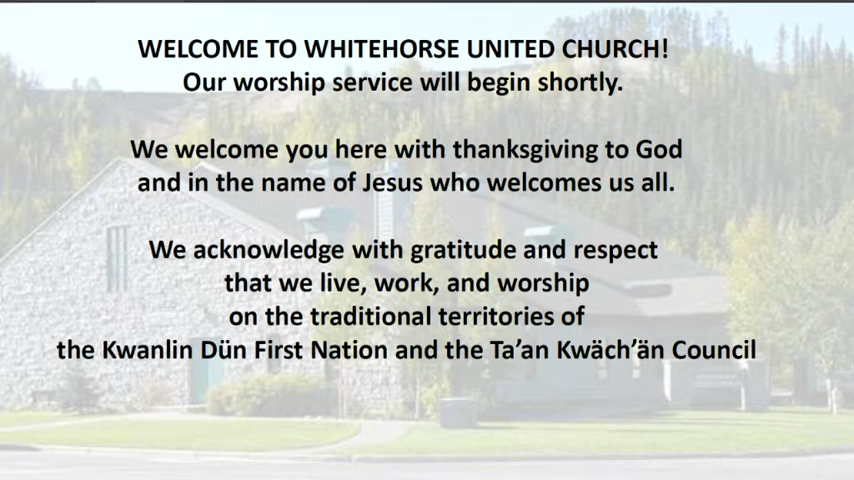 WELCOME TO WHITEHORSE UNITED CHURCH!
Our worship service will begin shortly.
We welcome you here with thanksgiving to God
and in the name of Jesus who welcomes us all.
We acknowledge with gratitude and respect
that we live, work, and worship
on the traditional territories of
the Kwanlin Dün First Nation and the Ta’an Kwäch’än Council